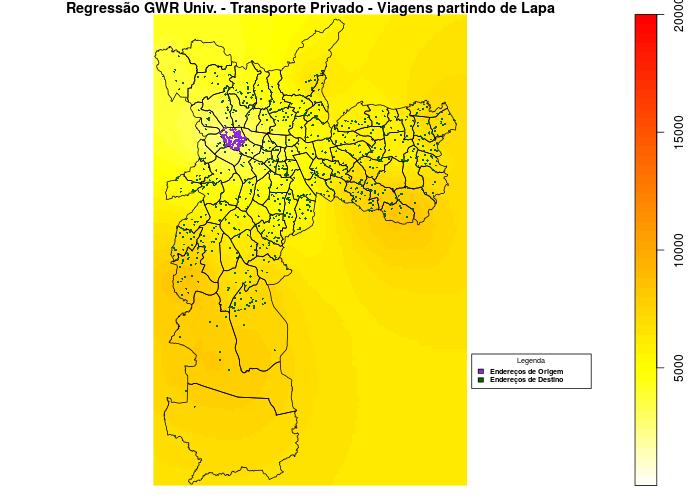 Regressão GWR Univ. - Transporte Privado - Viagens partindo de Lapa
20000
15000
10000
5000
Legenda
Endereços de Origem
Endereços de Destino